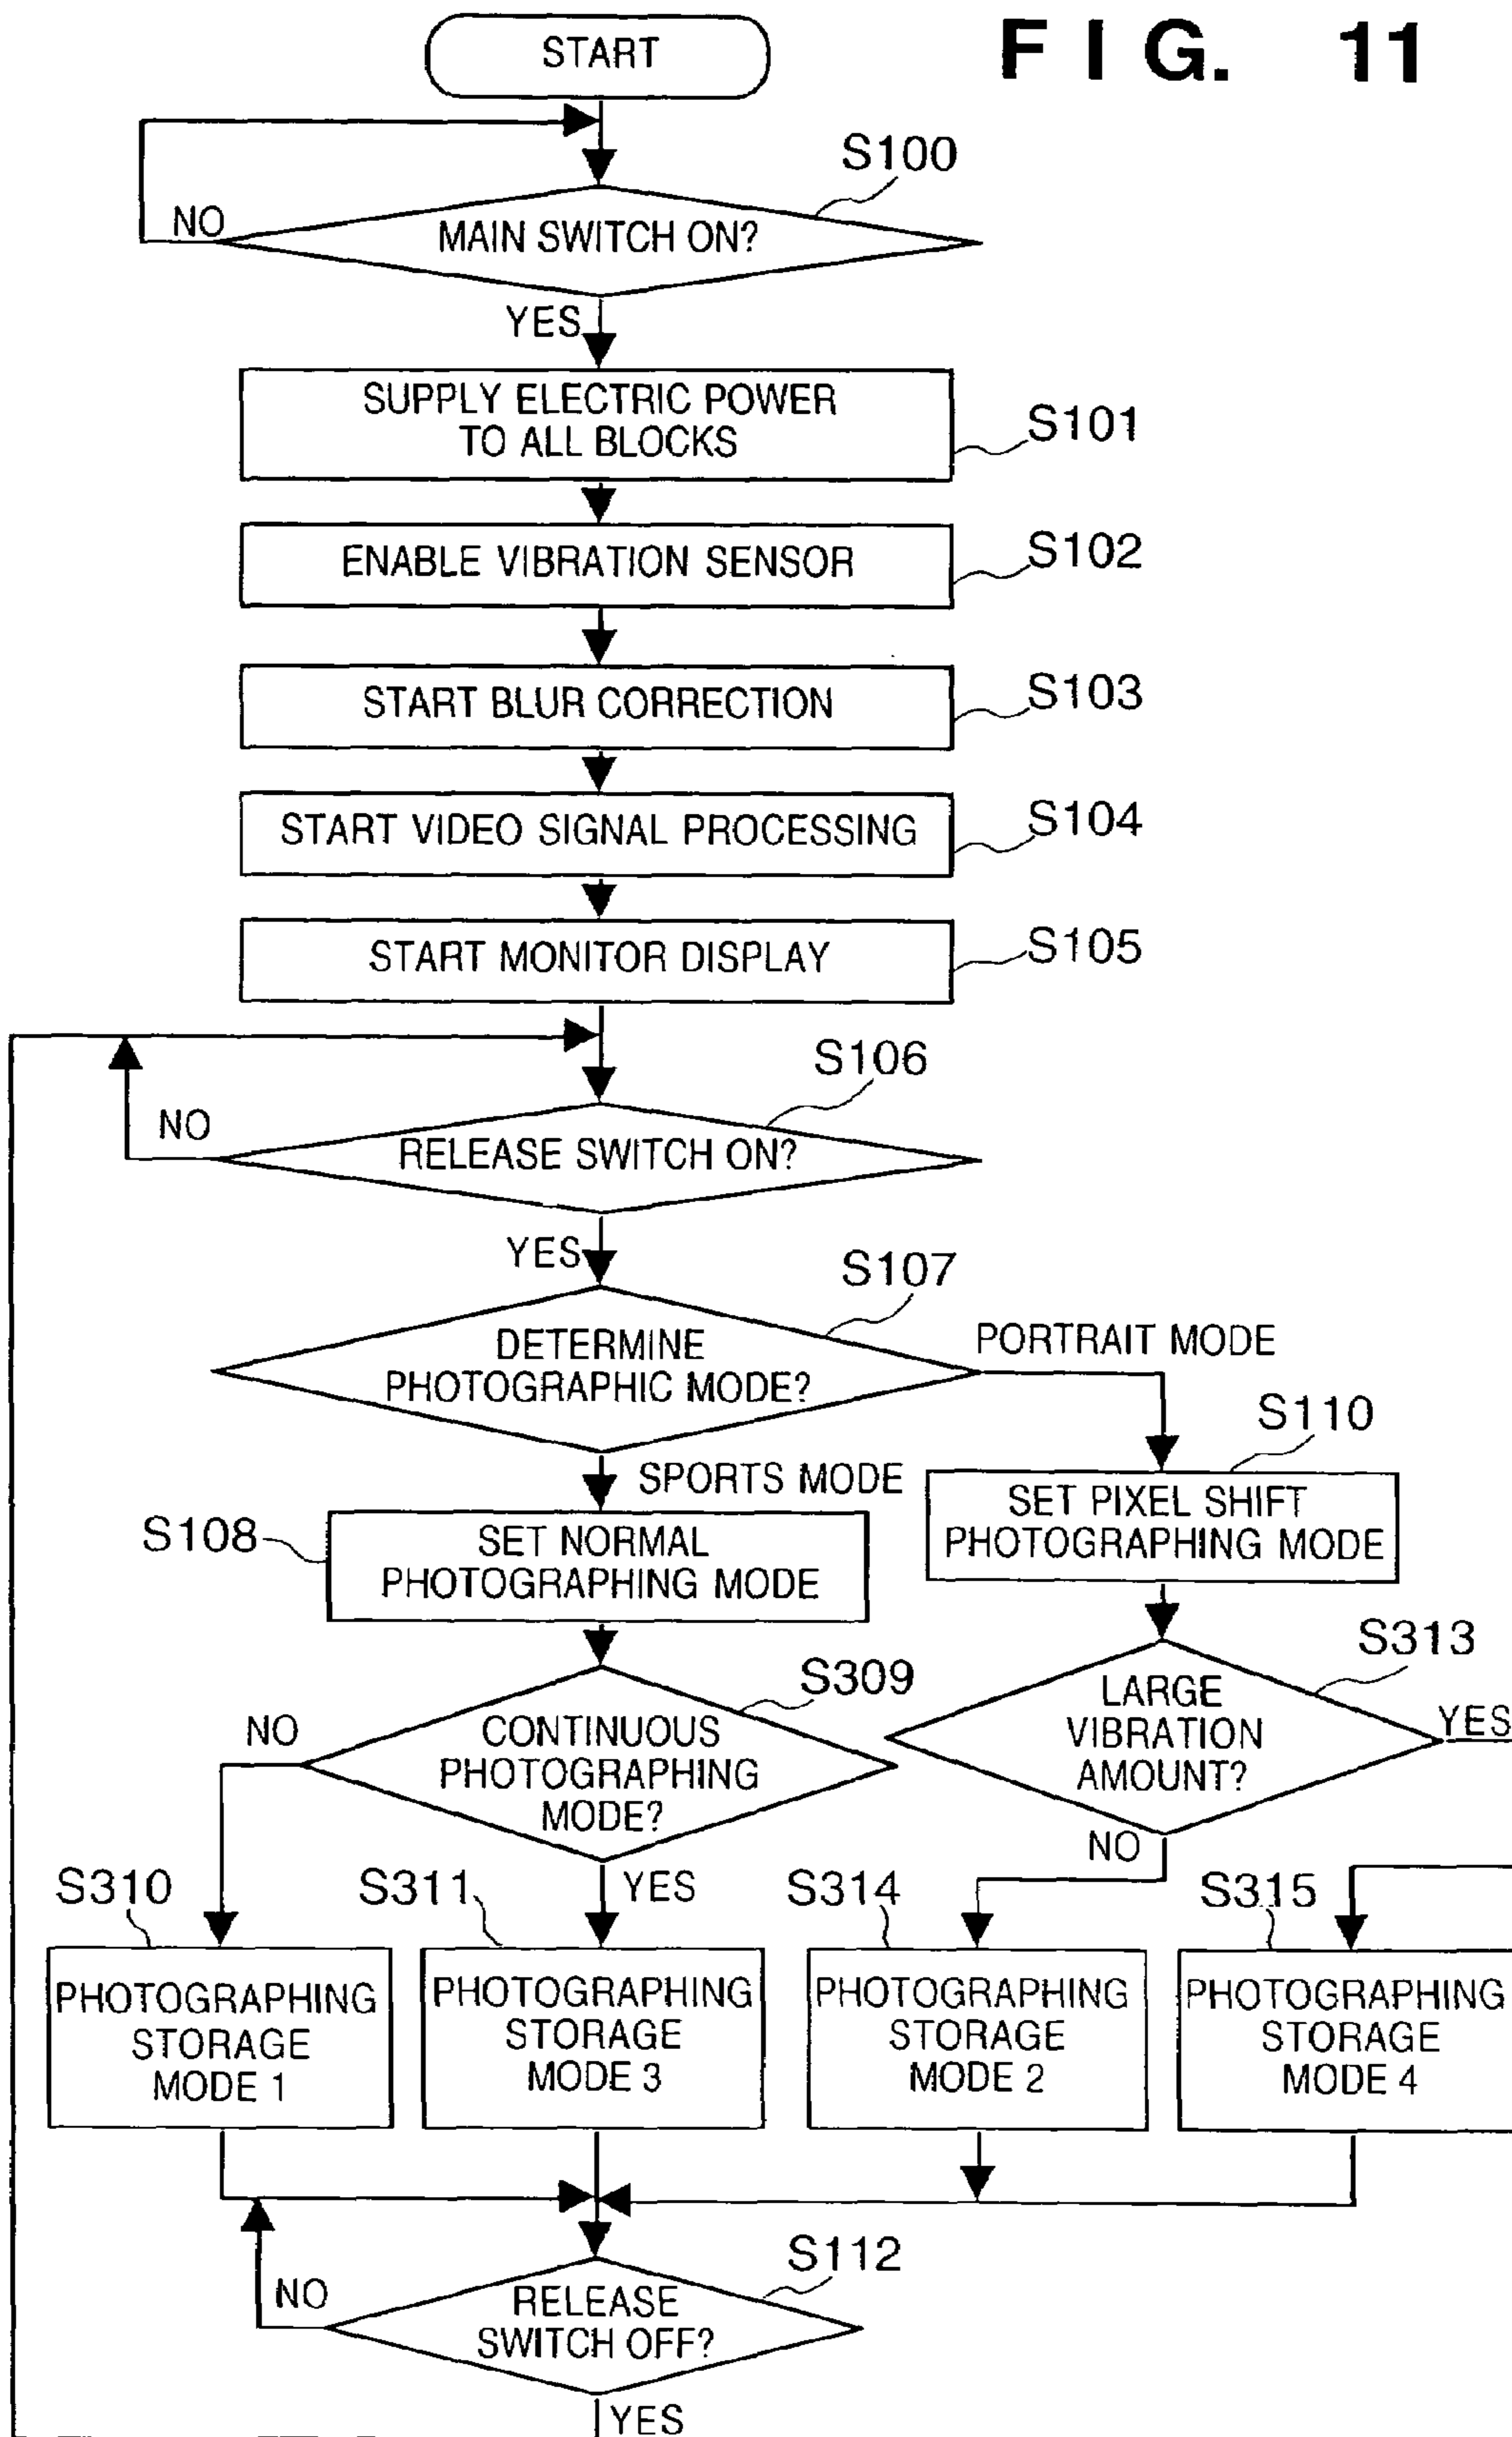 FIG. 11
START
S100
NO
MAIN SWITCH ON?
YES
SUPPLY ELECTRIC POWER
TO ALL BLOCKS
S101
ENABLE VIBRATION SENSOR
S102
START BLUR CORRECTION
S103
START VIDEO SIGNAL PROCESSING
S104
START MONITOR DISPLAY
S105
S106
NO
RELEASE SWITCH ON?
YES
S107
DETERMINE
PHOTOGRAPHIC MODE?
PORTRAIT MODE
S110
SPORTS MODE
SET PIXEL SHIFT
PHOTOGRAPHING MODE
S108
SET NORMAL
PHOTOGRAPHING MODE
S313
S309
LARGE
VIBRATION
AMOUNT?
YES
NO
CONTINUOUS
PHOTOGRAPHING
MODE?
NO
YES
S310
S311
S314
S315
PHOTOGRAPHING
STORAGE
MODE 1
PHOTOGRAPHING
STORAGE
MODE 3
PHOTOGRAPHING
STORAGE
MODE 2
PHOTOGRAPHING
STORAGE
MODE 4
S112
NO
RELEASE
SWITCH OFF?
YES